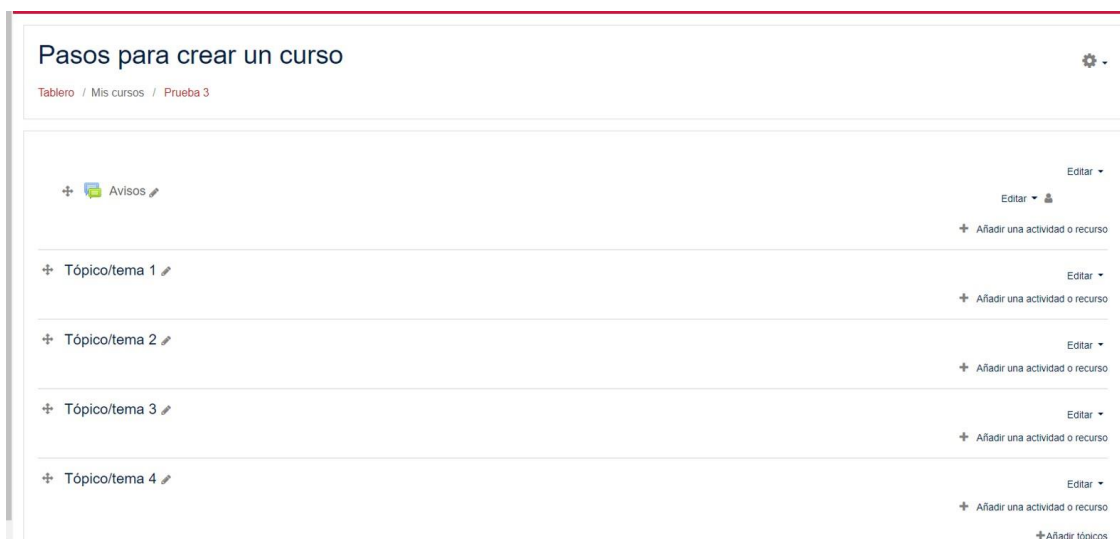 Pasos para crear un curso
Tablero / Mis cursos / Prueba 3
Editar
Avisos
Editar
Añadir una actividad o recurso
Tópico/tema 1
Editar
Añadir una actividad o recurso
Tópico/tema 2
Editar
Añadir una actividad o recurso
Tópico/tema 3
Editar
Añadir una actividad o recurso
Tópico/tema 4
Editar
Añadir una actividad o recurso
Añadir tópicos